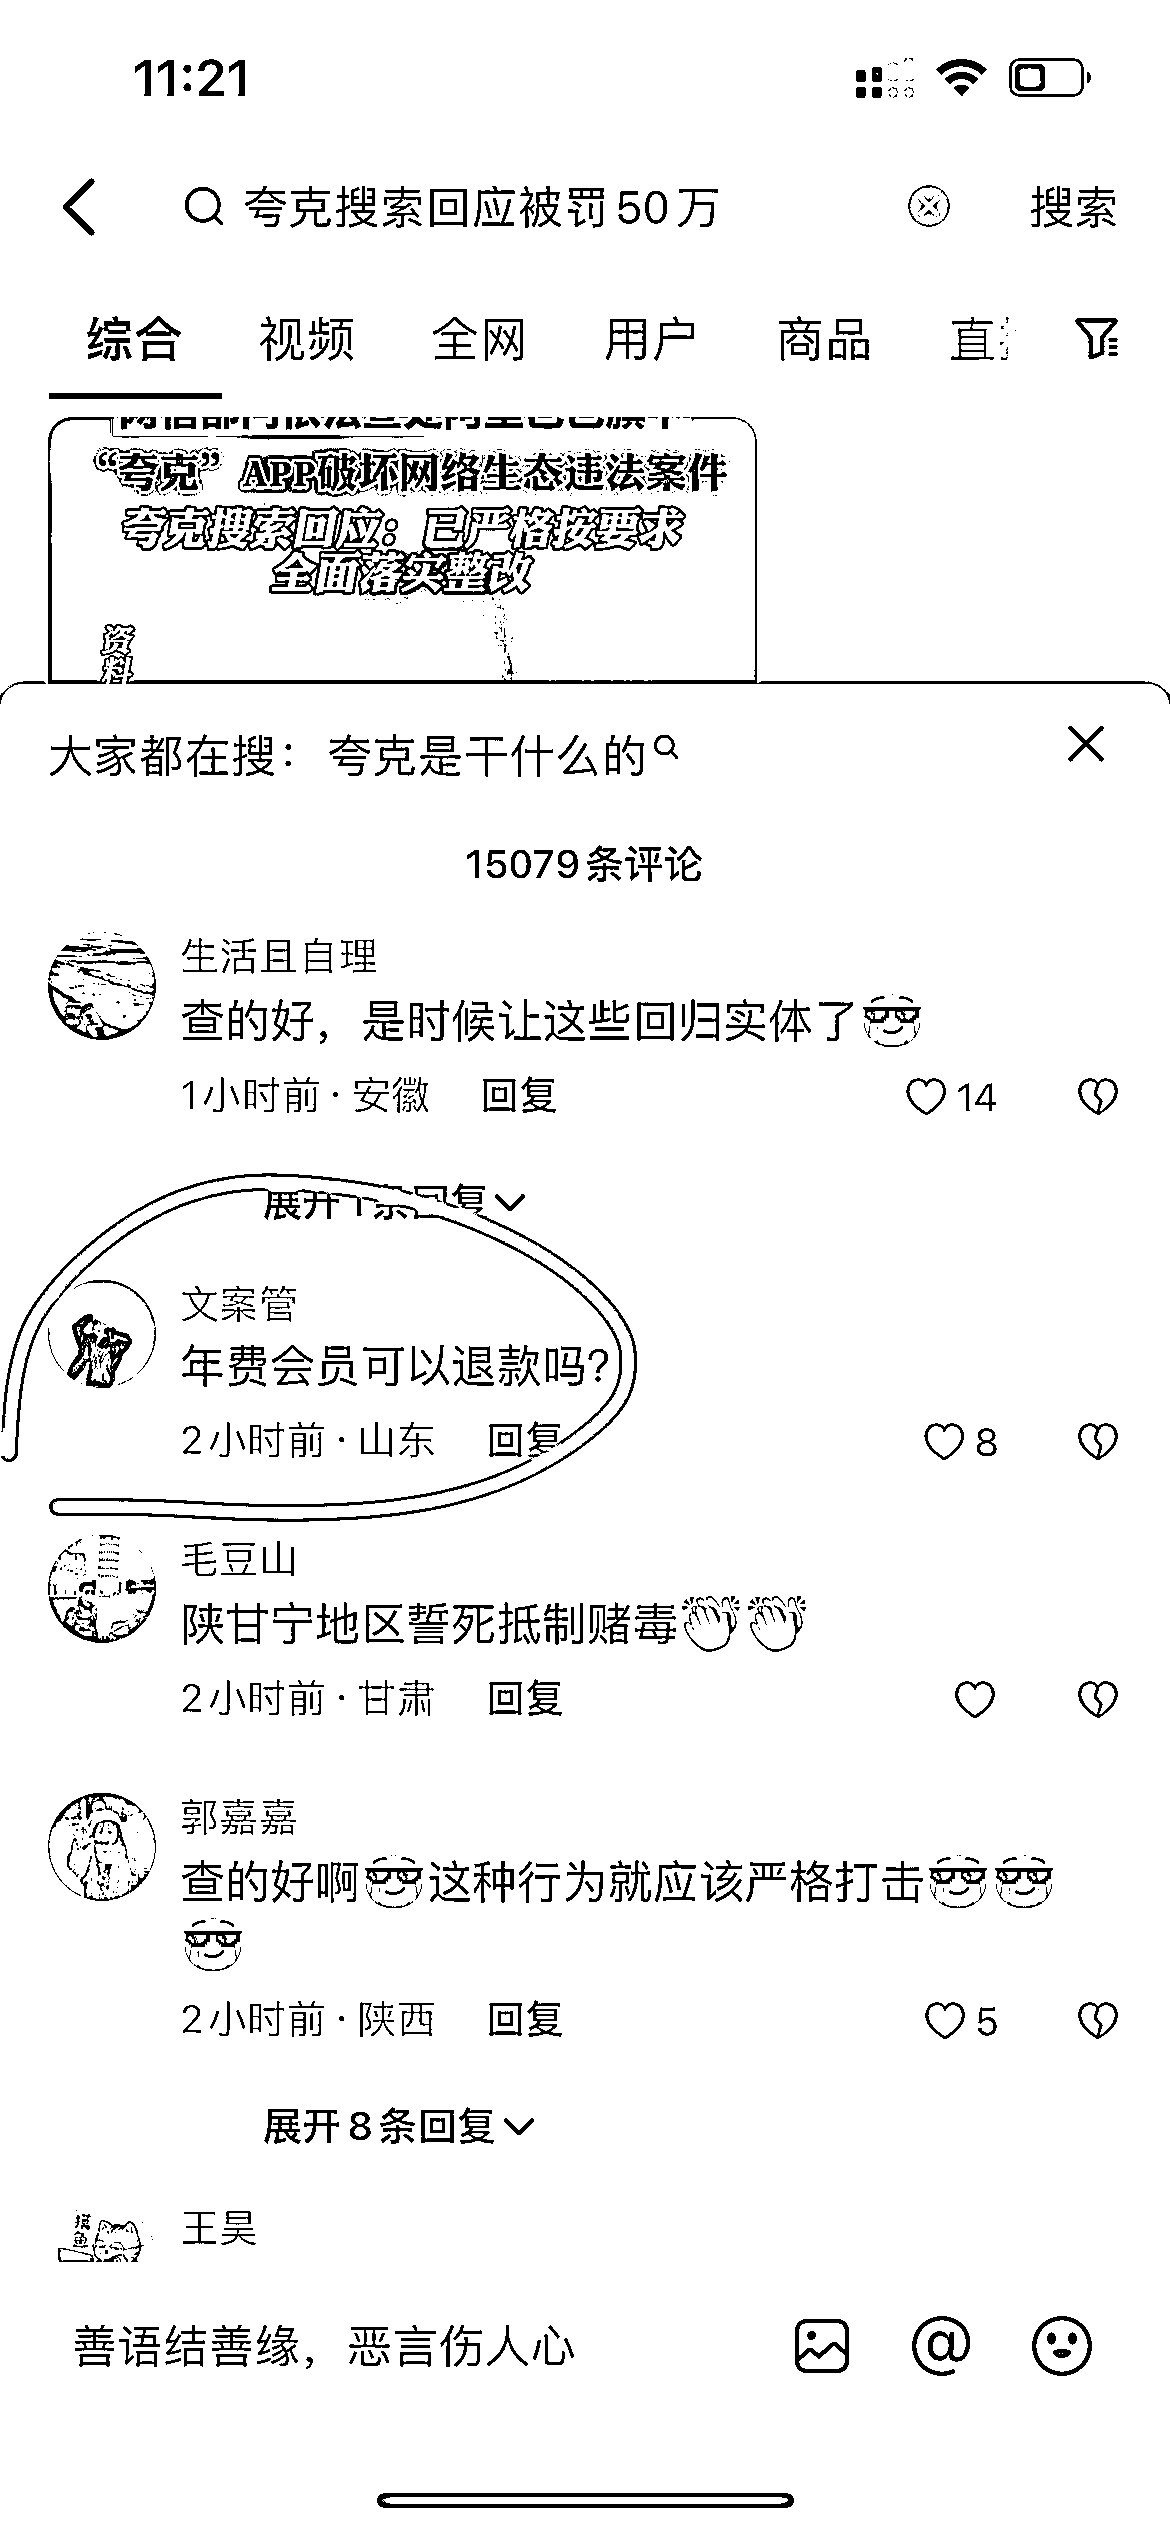 11:21
夸克搜索回应被罚50万
搜索
综合 视频 全网 用户 商品 直
“夸克” APP破坏网络生态违法案件
夸克搜索回应：已严格按要求
全面落实整改
资料
大家都在搜：夸克是干什么的
15079条评论
生活且自理
查的好，是时候让这些回归实体了
1小时前·安徽 回复 14
展开1条回复
文案管
年费会员可以退款吗?
2小时前·山东 回复 8
毛豆山
陕甘宁地区誓死抵制赌毒
2小时前·甘肃 回复
郭嘉嘉
查的好啊这种行为就应该严格打击
2小时前·陕西 回复 5
展开8条回复
摸鱼
王昊
善语结善缘，恶言伤人心